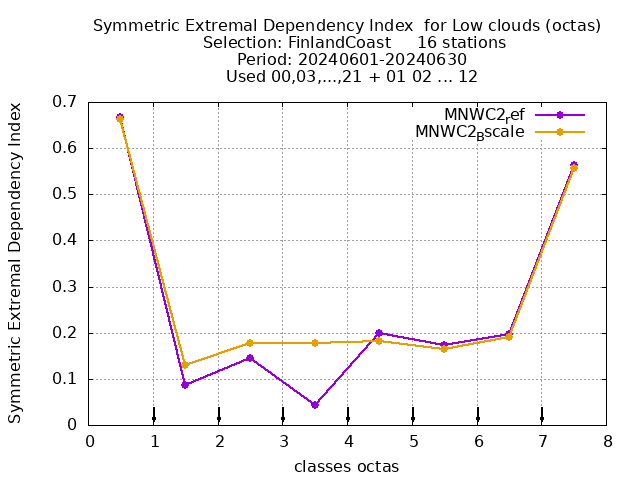 Symmetric Extremal Dependency Index  for Low clouds (octas)
Selection: FinlandCoast     16 stations
Period: 20240601-20240630
Used 00,03,...,21 + 01 02 ... 12
Symmetric Extremal Dependency Index
0.7
0.6
0.5
0.4
0.3
0.2
0.1
0
MNWC2ref
MNWC2Bscale
0 1 2 3 4 5 6 7 8
classes octas